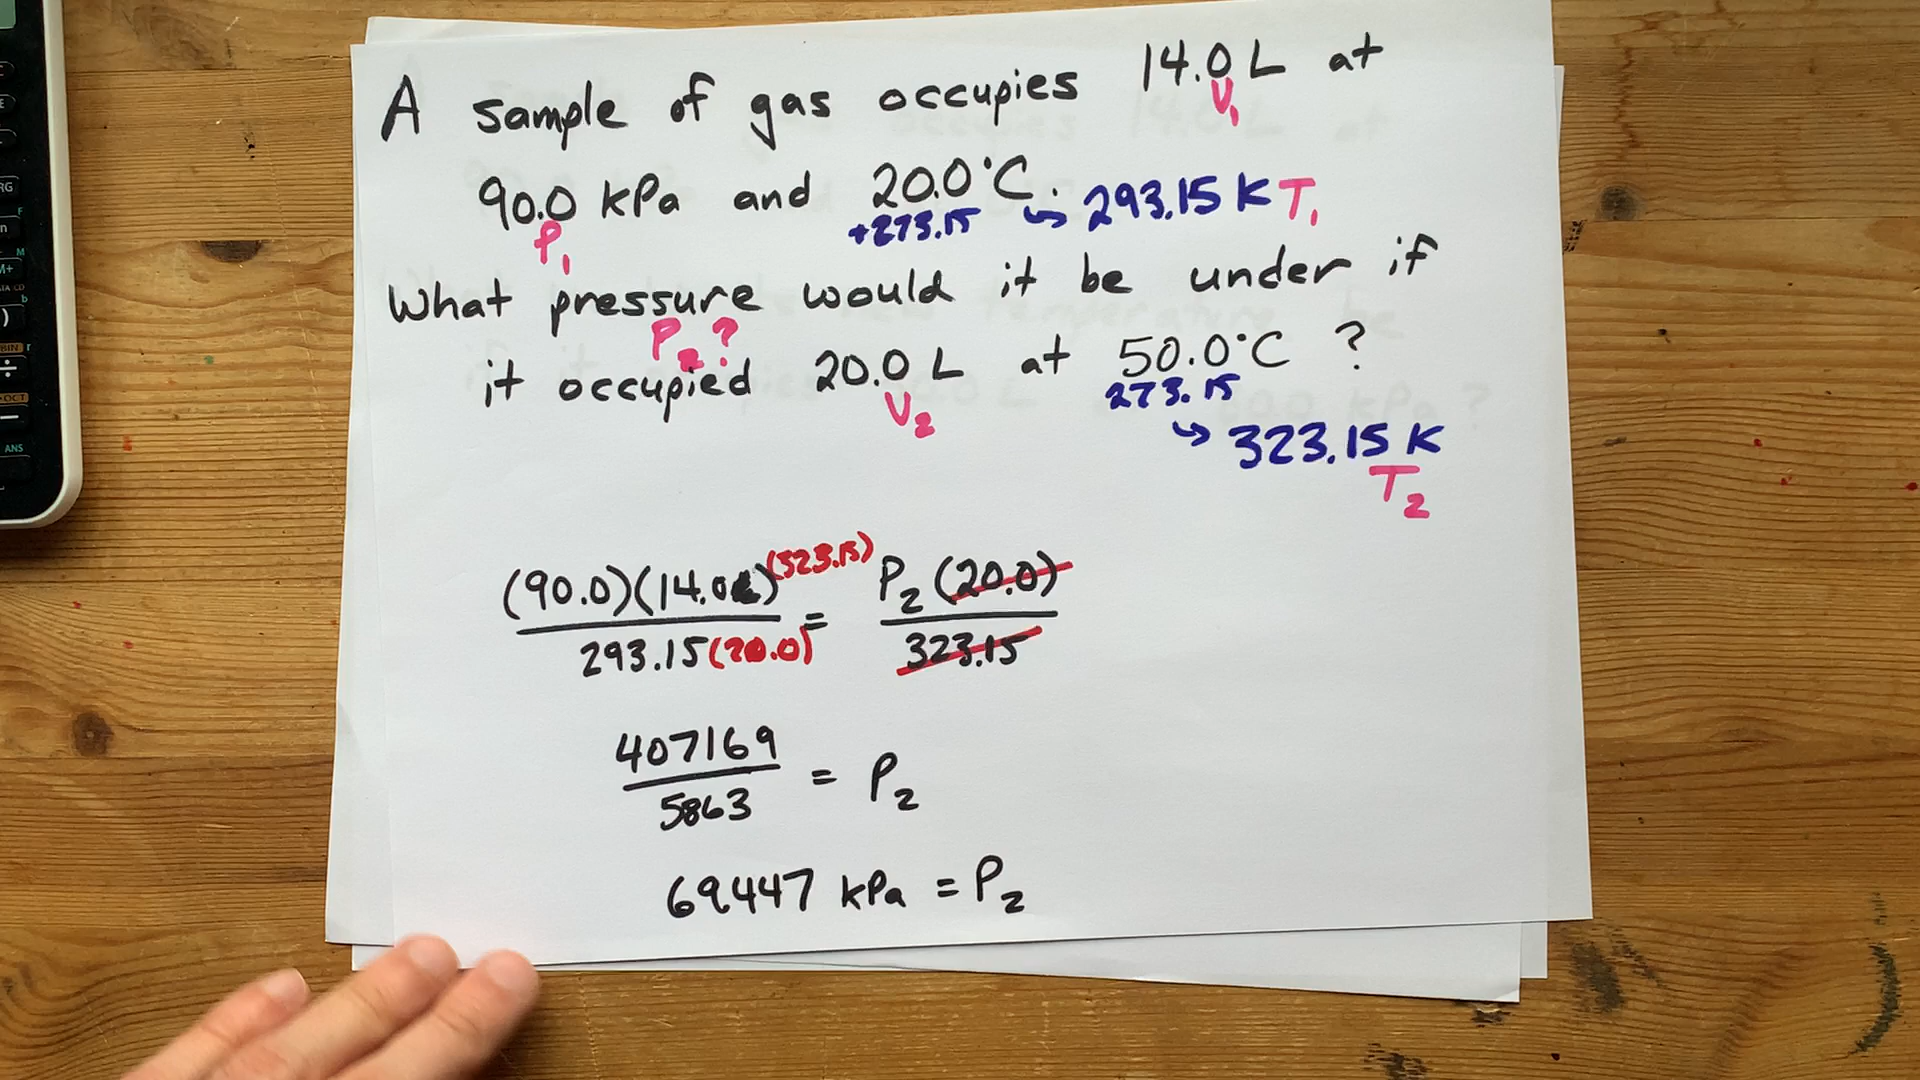 A sample of gas occupies 14.0 L at
V₁
90.0 kPa and 20.0°C. ↪ 293.15 K T₁
P₁ +273.15
What pressure would it be under if
P₂?
it occupied 20.0 L at 50.0°C ?
V₂ 273.15
↪ 323.15 K
T₂
(90.0)(14.0)(323.15) = P₂ (20.0)
293.15(20.0) 323.15
407169 = P₂
5863
69.447 kPa = P₂
M+
ANS